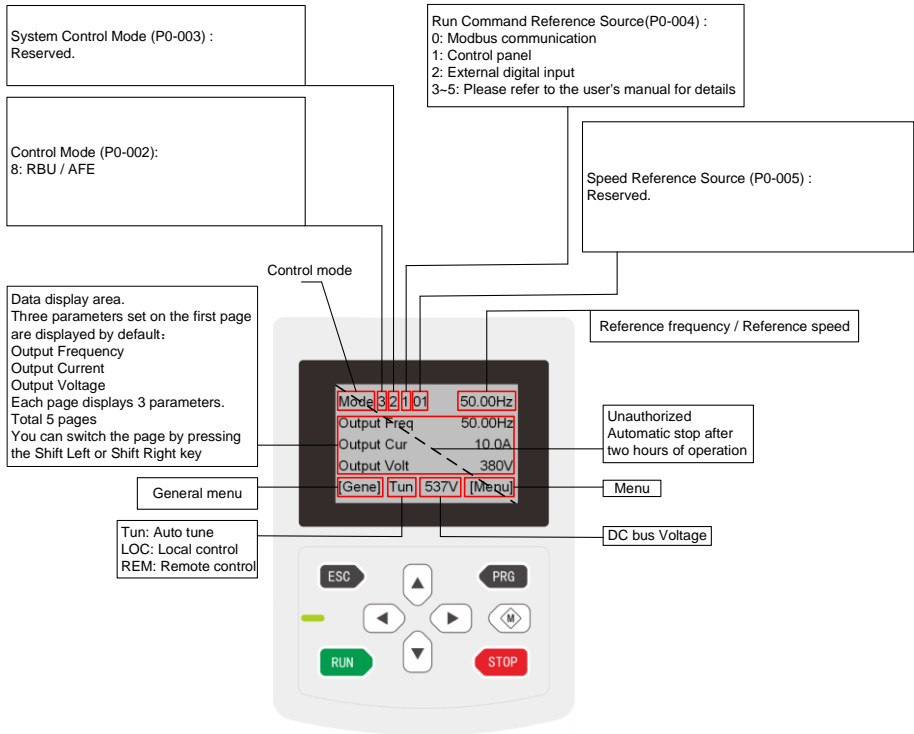 System Control Mode (P0-003) :
Reserved.
Run Command Reference Source(P0-004) :
0: Modbus communication
1: Control panel
2: External digital input
3~5: Please refer to the user's manual for details
Control Mode (P0-002):
8: RBU / AFE
Speed Reference Source (P0-005) :
Reserved.
Control mode
Data display area.
Three parameters set on the first page
are displayed by default：
Output Frequency
Output Current
Output Voltage
Each page displays 3 parameters.
Total 5 pages
You can switch the page by pressing
the Shift Left or Shift Right key
Reference frequency / Reference speed
Mode 3 2 1 01 50.00Hz
Output Freq 50.00Hz
Output Cur 10.0A
Output Volt 380V
[Gene] Tun 537V [Menu]
Unauthorized
Automatic stop after
two hours of operation
General menu
Menu
Tun: Auto tune
LOC: Local control
REM: Remote control
DC bus Voltage
ESC
PRG
M
RUN
STOP